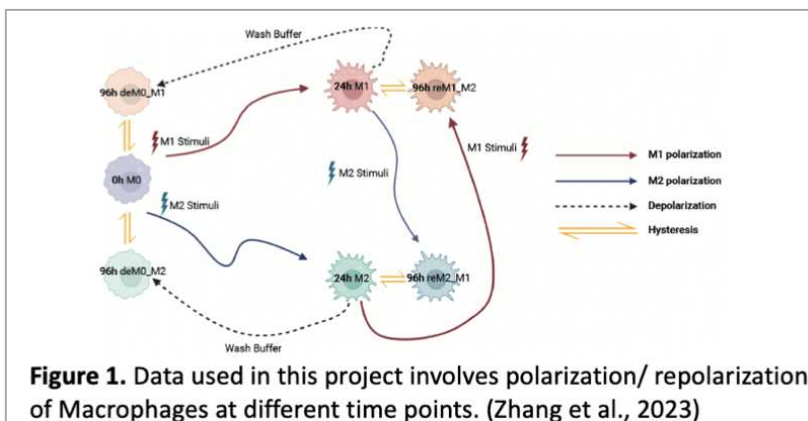 Wash Buffer
96h deM0_M1
24h M1
96h reM1_M2
M1 Stimuli
M1 Stimuli
0h M0
M2 Stimuli
M2 Stimuli
96h deM0_M2
24h M2
96h reM2_M1
Wash Buffer
M1 polarization
M2 polarization
Depolarization
Hysteresis
Figure 1. Data used in this project involves polarization/ repolarization
of Macrophages at different time points. (Zhang et al., 2023)